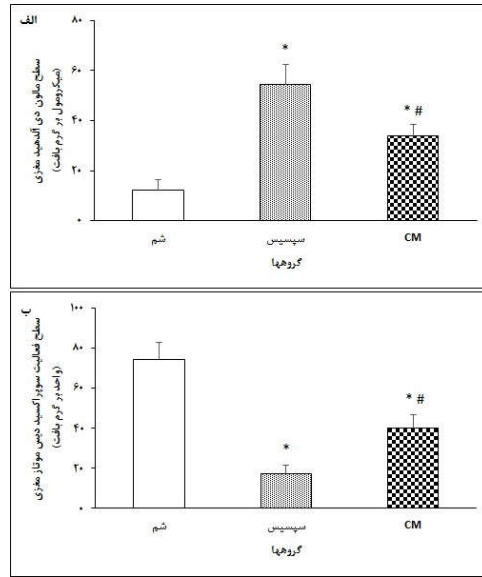 الف
سطح مالون دی آلدهید مغزی
(میکرومول بر گرم بافت)
۸۰
۶۰
۴۰
۲۰
۰
*
* #
شم
سپسیس
CM
گروهها
ب
سطح فعالیت سوپراکسید دیس موتاز مغزی
(واحد بر گرم بافت)
۱۰۰
۸۰
۶۰
۴۰
۲۰
۰
*
* #
شم
سپسیس
CM
گروهها